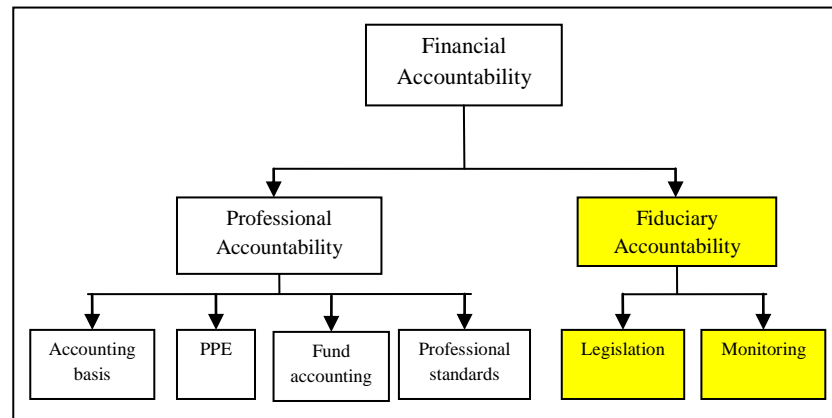 Financial
Accountability
Professional
Accountability
Fiduciary
Accountability
Accounting
basis
PPE
Fund
accounting
Professional
standards
Legislation
Monitoring